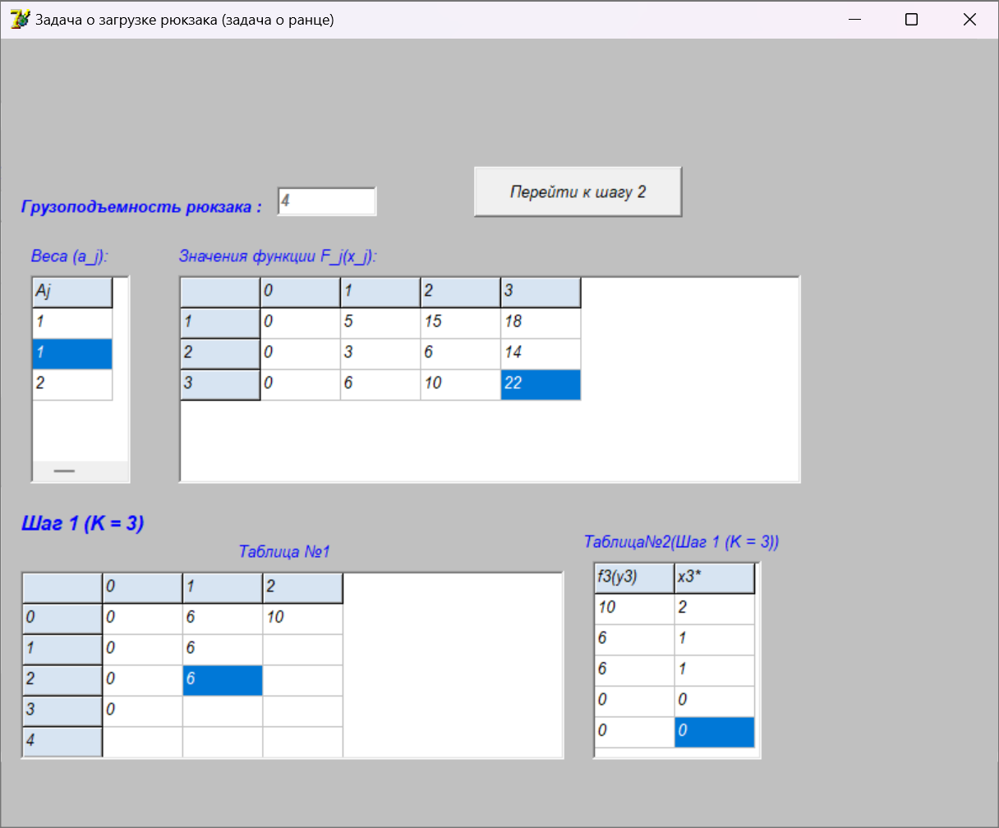 Задача о загрузке рюкзака (задача о ранце)
Перейти к шагу 2
Грузоподъемность рюкзака : 4
Веса (a_j):
Aj
1
1
2
Значения функции F_j(x_j):
0 1 2 3
1 0 5 15 18
2 0 3 6 14
3 0 6 10 22
Шаг 1 (K = 3)
Таблица №1
0 1 2
0 0 6 10
1 0 6
2 0 6
3 0
4
Таблица№2(Шаг 1 (K = 3))
f3(y3) x3*
10 2
6 1
6 1
0 0
0 0